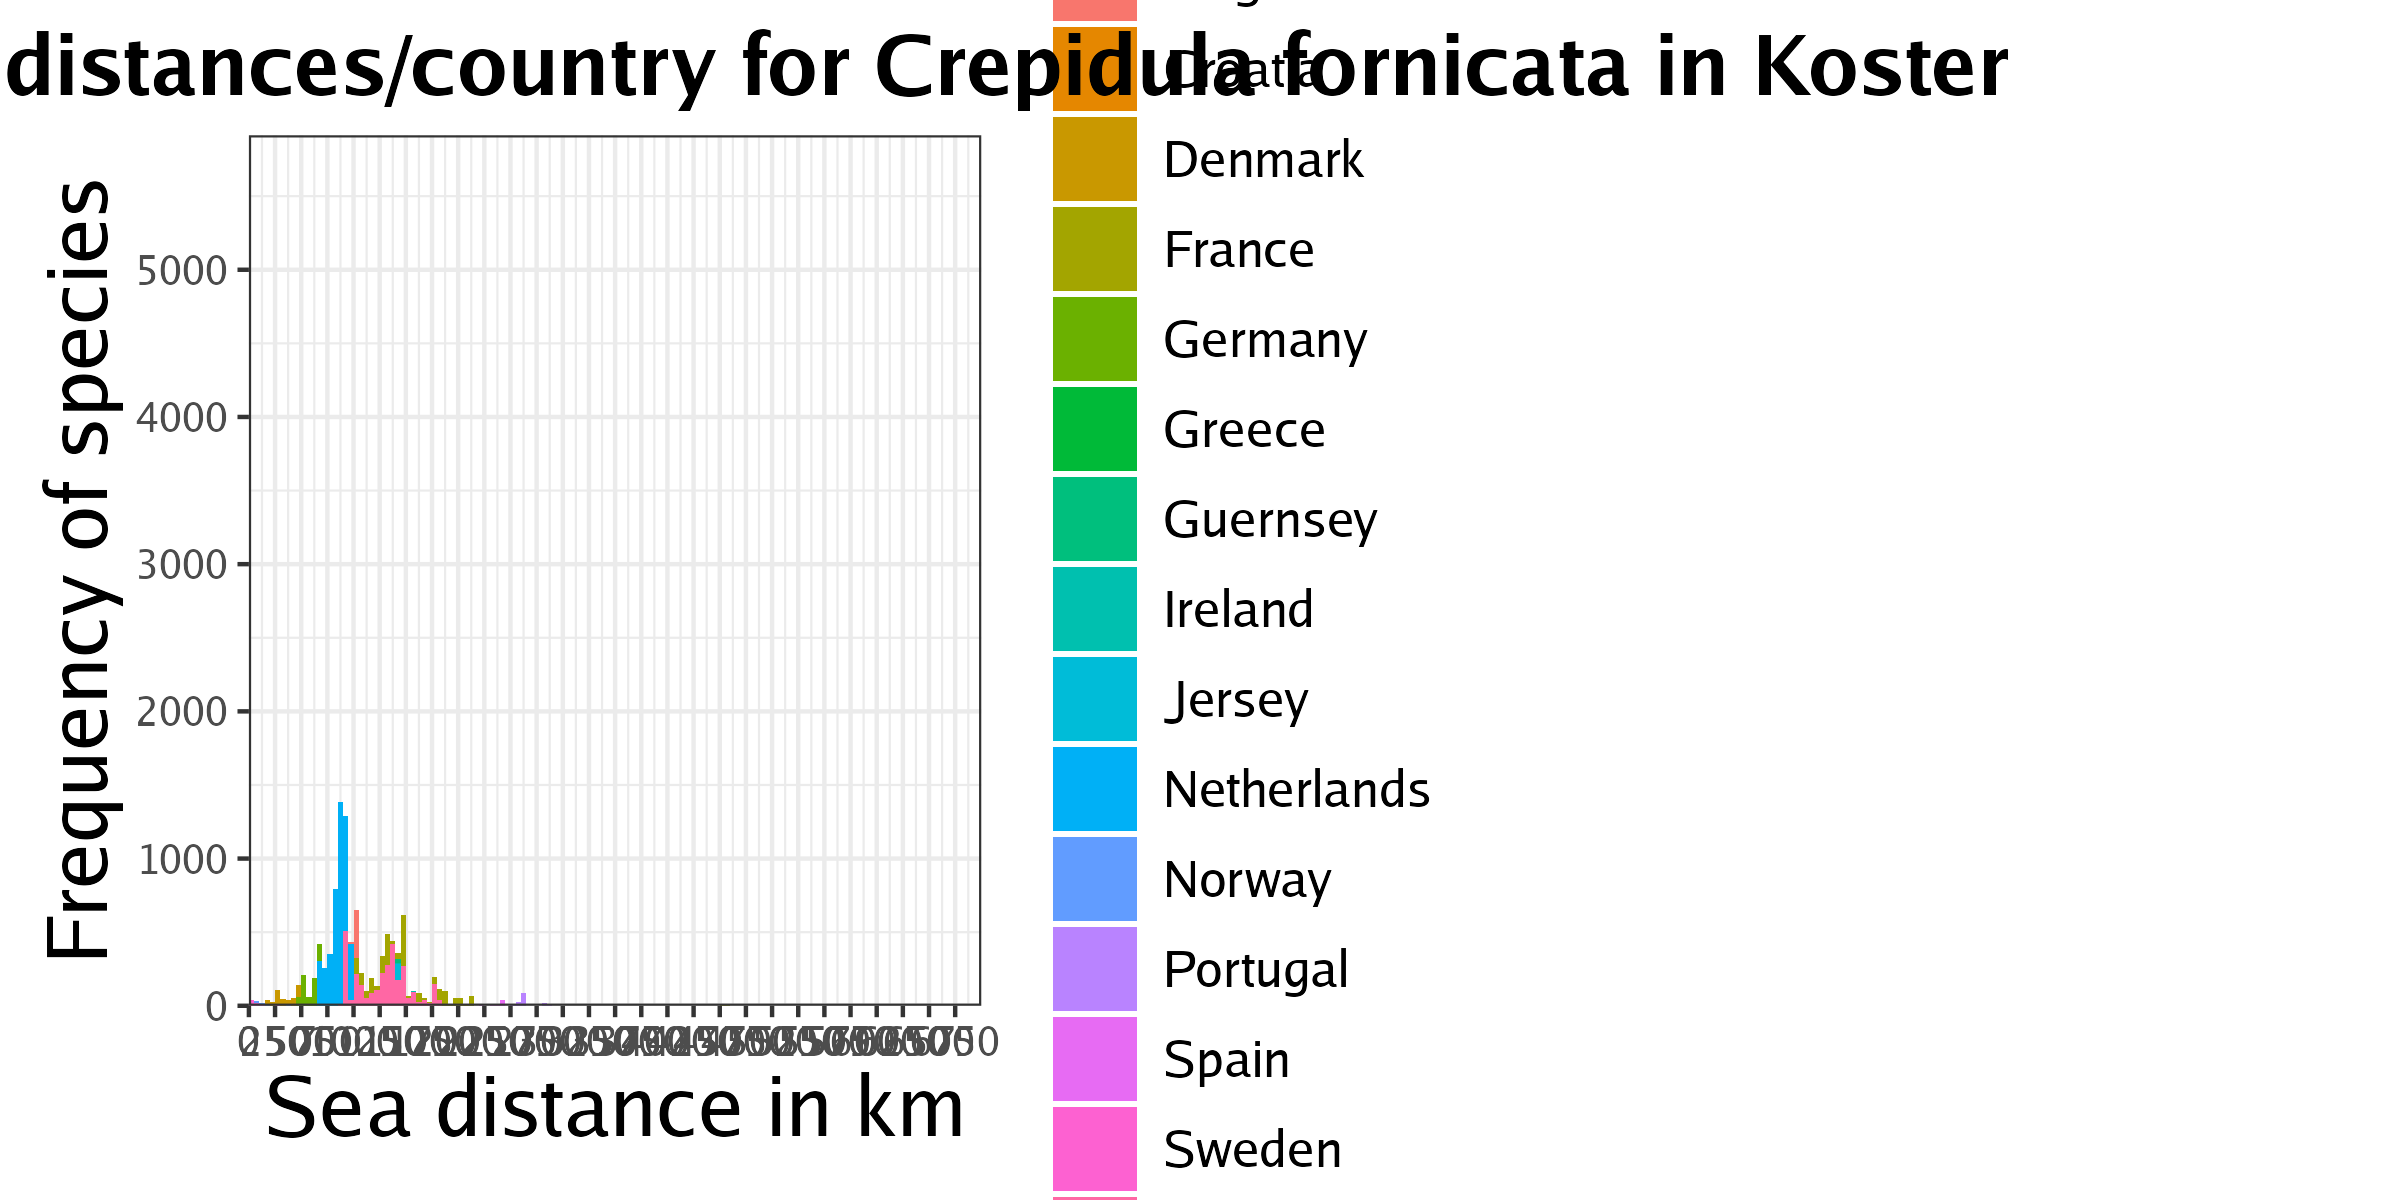 distances/country for Crepidula fornicata in Koster
Croatia
Denmark
France
Germany
Greece
Guernsey
Ireland
Jersey
Netherlands
Norway
Portugal
Spain
Sweden
Frequency of species
5000
4000
3000
2000
1000
0
Sea distance in km